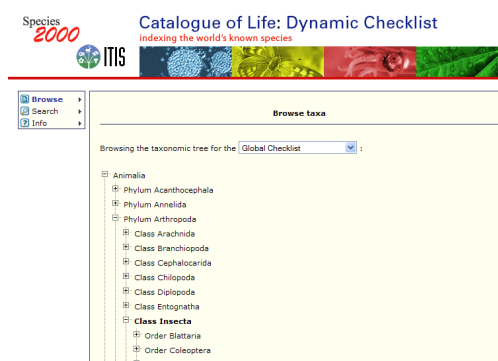 Species
2000
ITIS
Catalogue of Life: Dynamic Checklist
indexing the world's known species
Browse
Search
Info
Browse taxa
Browsing the taxonomic tree for the Global Checklist :
Animalia
Phylum Acanthocephala
Phylum Annelida
Phylum Arthropoda
Class Arachnida
Class Branchiopoda
Class Cephalocarida
Class Chilopoda
Class Diplopoda
Class Entognatha
Class Insecta
Order Blattaria
Order Coleoptera